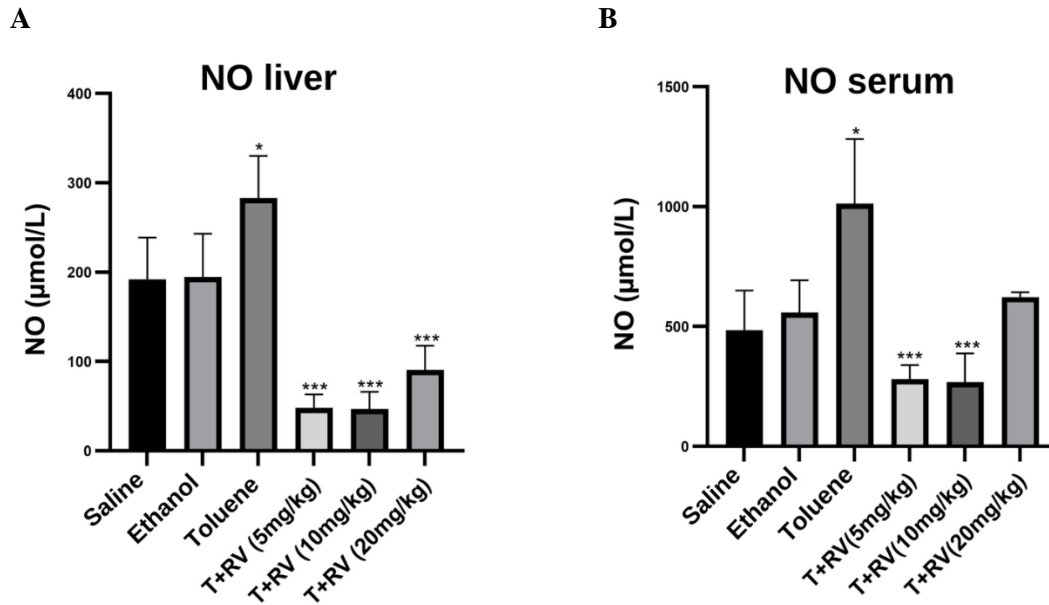 A
NO liver
NO (µmol/L)
400
300
200
100
0
*
***
***
***
Saline
Ethanol
Toluene
T+RV (5mg/kg)
T+RV (10mg/kg)
T+RV (20mg/kg)
B
NO serum
NO (µmol/L)
1500
1000
500
0
*
***
***
Saline
Ethanol
Toluene
T+RV(5mg/kg)
T+RV(10mg/kg)
T+RV(20mg/kg)